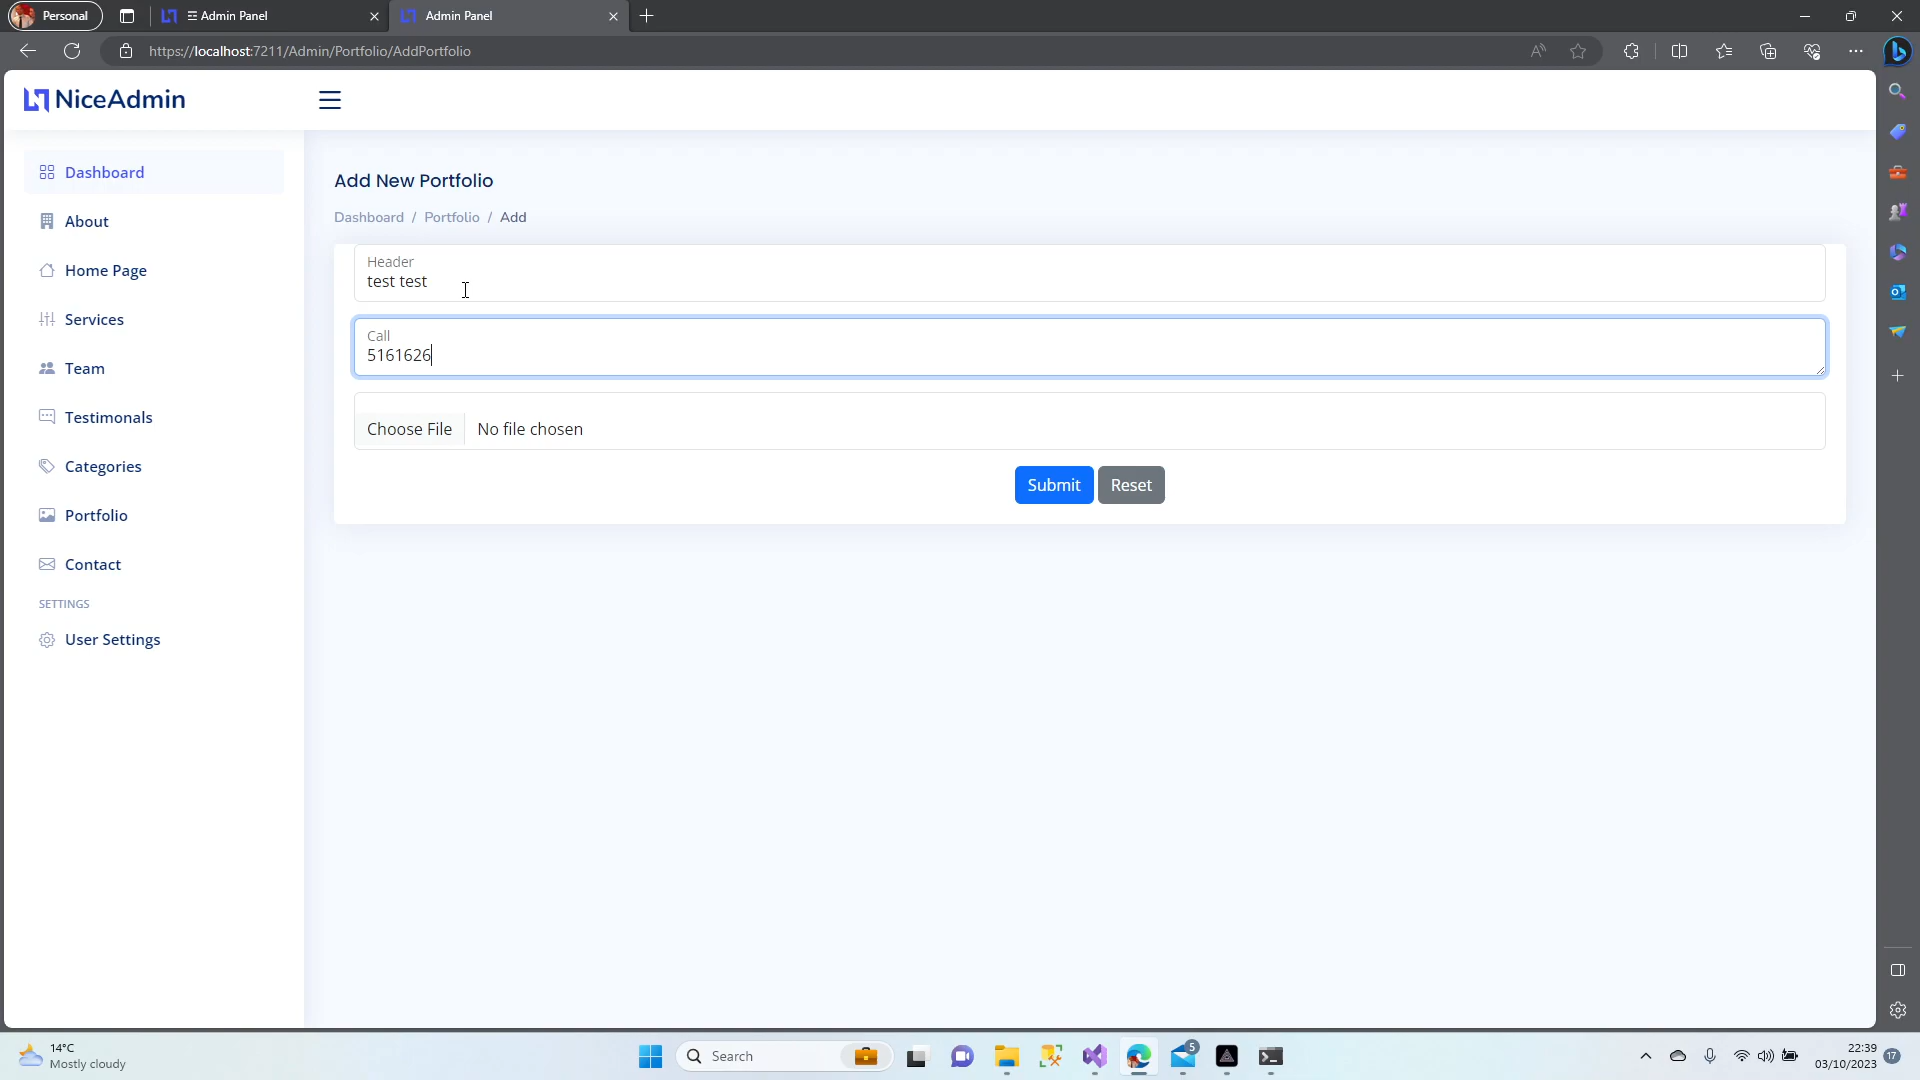 Personal
Admin Panel
Admin Panel
https://localhost:7211/Admin/Portfolio/AddPortfolio
NiceAdmin
Dashboard
About
Home Page
Services
Team
Testimonals
Categories
Portfolio
Contact
SETTINGS
User Settings
Add New Portfolio
Dashboard / Portfolio / Add
Header
test test
Call
5161626
Choose File No file chosen
Submit Reset
14°C
Mostly cloudy
Search
5
22:39
03/10/2023
17